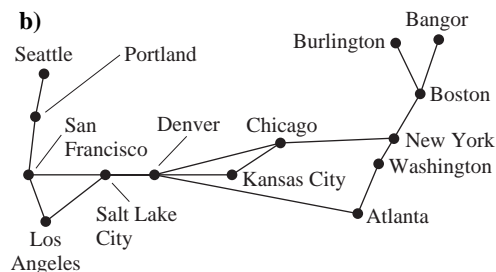 b)
Bangor
Burlington
Seattle
Portland
Boston
San
Francisco
Denver
Chicago
New York
Washington
Kansas City
Salt Lake
City
Atlanta
Los
Angeles